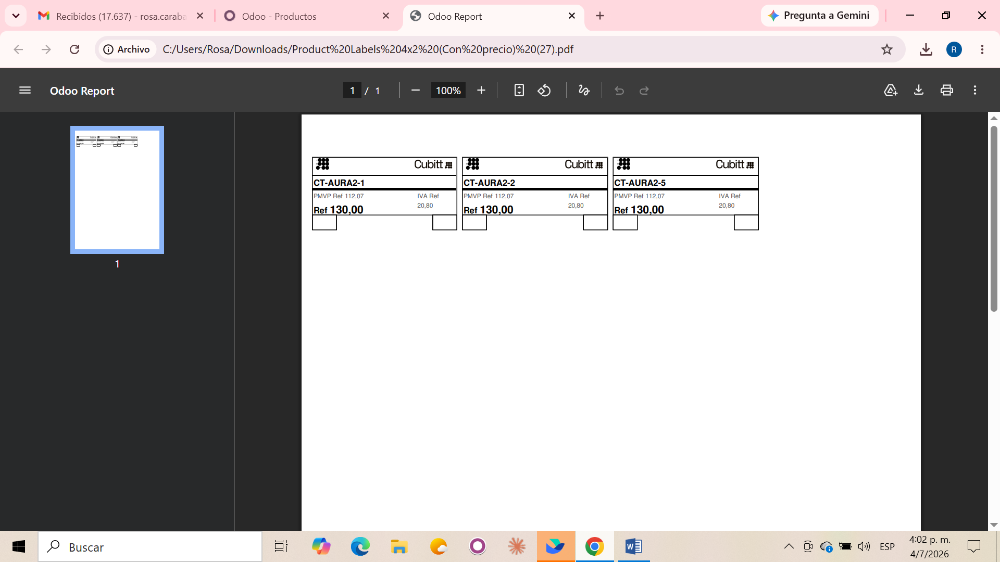 Recibidos (17.637) - rosa.caraba
Odoo - Productos
Odoo Report
Pregunta a Gemini
Archivo
C:/Users/Rosa/Downloads/Product%20Labels%204x2%20(Con%20precio)%20(27).pdf
R
Odoo Report
1 / 1
100%
1
Cubitt
CT-AURA2-1
PMVP Ref 112,07
IVA Ref
20,80
Ref 130,00
Cubitt
CT-AURA2-2
PMVP Ref 112,07
IVA Ref
20,80
Ref 130,00
Cubitt
CT-AURA2-5
PMVP Ref 112,07
IVA Ref
20,80
Ref 130,00
Buscar
ESP
4:02 p. m.
4/7/2026